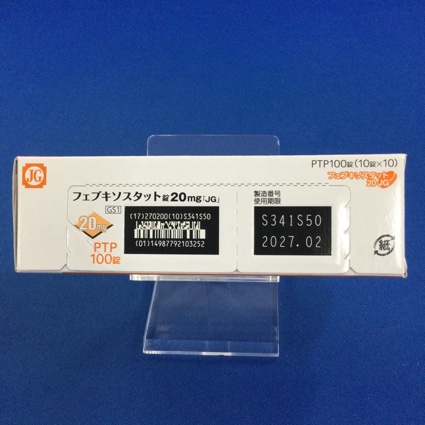 JG
PTP100錠(10錠×10)
フェブキソスタット
20JG
フェブキソスタット錠20mg「JG」
GS1
(17)270200(10)S341S50
(01)14987792103252
20mg
PTP
100錠
製造番号
使用期限
S341S50
2027.02
紙